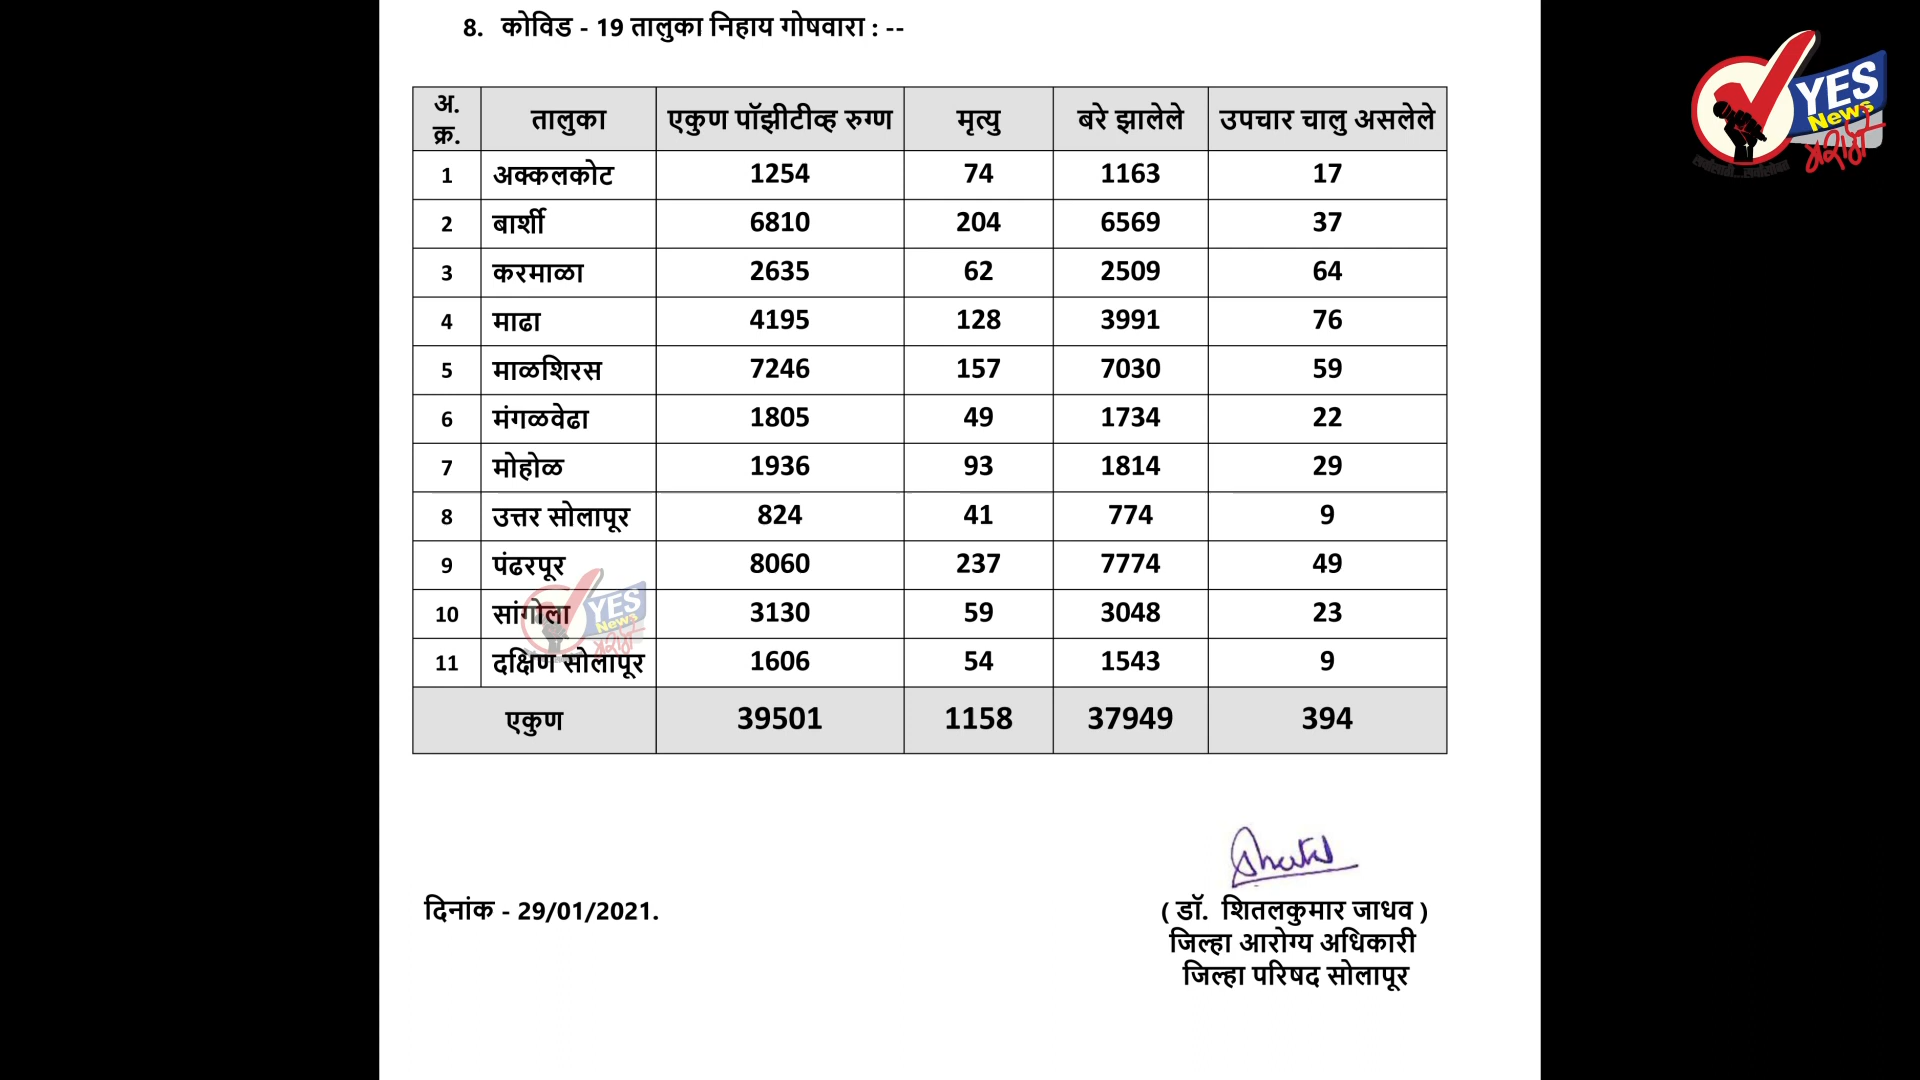 8. कोविड - 19 तालुका निहाय गोषवारा : --
अ. क्र. तालुका एकुण पॉझीटीव्ह रुग्ण मृत्यु बरे झालेले उपचार चालु असलेले
1 अक्कलकोट 1254 74 1163 17
2 बार्शी 6810 204 6569 37
3 करमाळा 2635 62 2509 64
4 माढा 4195 128 3991 76
5 माळशिरस 7246 157 7030 59
6 मंगळवेढा 1805 49 1734 22
7 मोहोळ 1936 93 1814 29
8 उत्तर सोलापूर 824 41 774 9
9 पंढरपूर 8060 237 7774 49
10 सांगोला 3130 59 3048 23
11 दक्षिण सोलापूर 1606 54 1543 9
एकुण 39501 1158 37949 394
दिनांक - 29/01/2021.
( डॉ. शितलकुमार जाधव )
जिल्हा आरोग्य अधिकारी
जिल्हा परिषद सोलापूर
YES
News
मराठी
YES
News
मराठी